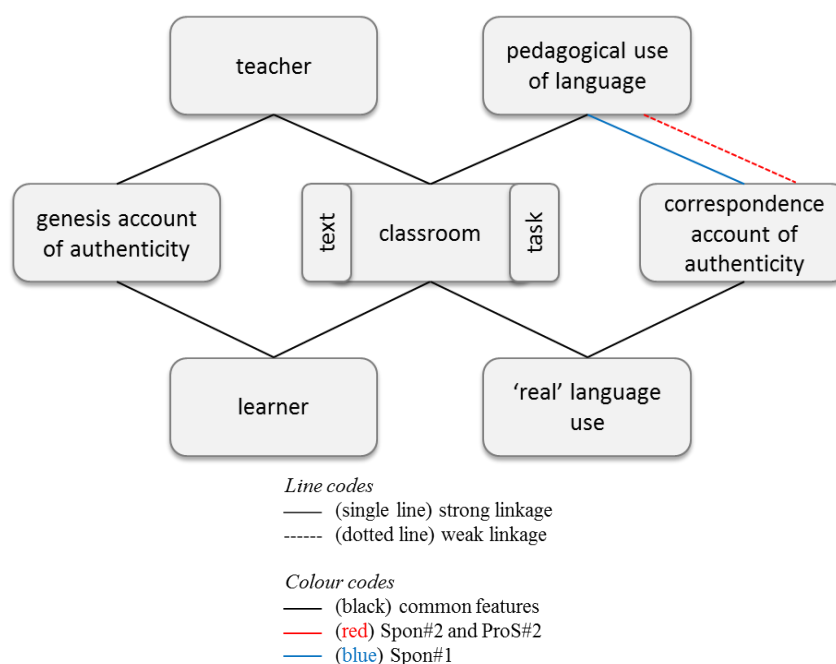 teacher
pedagogical use
of language
genesis account
of authenticity
text
classroom
task
correspondence
account of
authenticity
learner
‘real’ language
use
Line codes
(single line) strong linkage
(dotted line) weak linkage
Colour codes
(black) common features
(red) Spon#2 and ProS#2
(blue) Spon#1